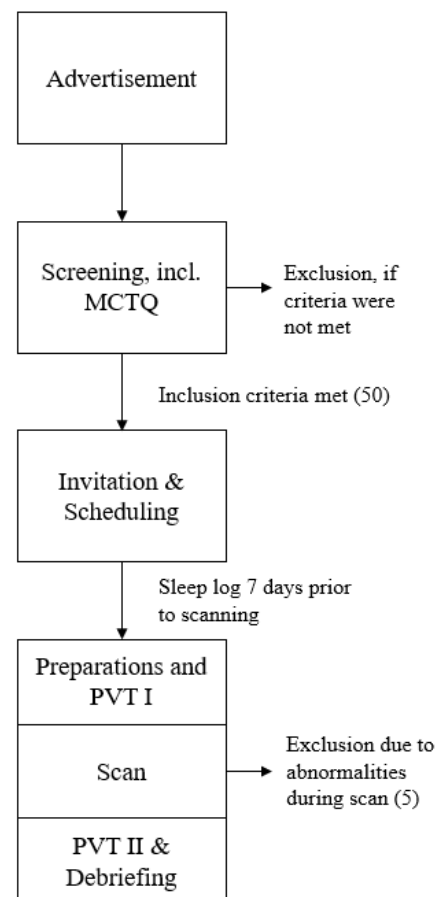 Advertisement
Screening, incl.
MCTQ
Exclusion, if
criteria were
not met
Inclusion criteria met (50)
Invitation &
Scheduling
Sleep log 7 days prior
to scanning
Preparations and
PVT I
Scan
Exclusion due to
abnormalities
during scan (5)
PVT II &
Debriefing